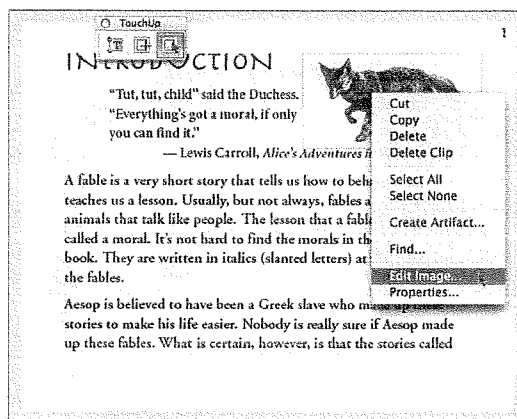 TouchUp
1
INTRODUCTION
"Tut, tut, child" said the Duchess.
"Everything's got a moral, if only
you can find it."
— Lewis Carroll, Alice's Adventures
A fable is a very short story that tells us how to
teaches us a lesson. Usually, but not always, fables
animals that talk like people. The lesson that a
called a moral. It's not hard to find the morals in
book. They are written in italics (slanted letters) at
the fables.
Aesop is believed to have been a Greek slave who
stories to make his life easier. Nobody is really sure if Aesop made
up these fables. What is certain, however, is that the stories called
Cut
Copy
Delete
Delete Clip
Select All
Select None
Create Artifact...
Find...
Edit Image...
Properties...